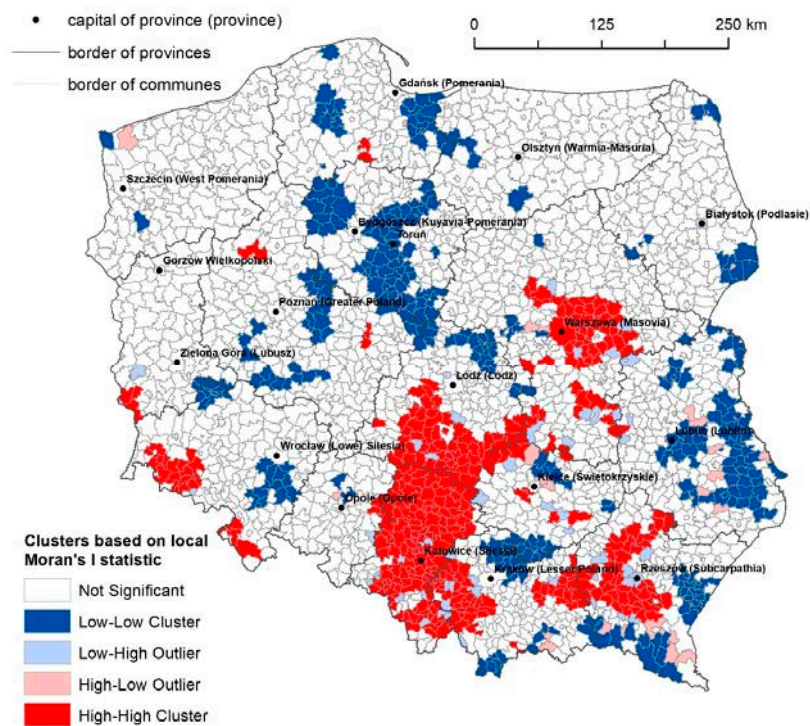 capital of province (province)
border of provinces
border of communes
0 125 250 km
Gdańsk (Pomerania)
Olsztyn (Warmia-Masuria)
Szczecin (West Pomerania)
Białystok (Podlasie)
Bydgoszcz (Kuyavia-Pomerania)
Toruń
Gorzów Wielkopolski
Poznań (Greater Poland)
Warszawa (Masovia)
Zielona Góra (Lubusz)
Łódź (Łódź)
Wrocław (Lower Silesia)
Lublin (Lublin)
Kielce (Świętokrzyskie)
Opole (Opole)
Katowice (Silesia)
Kraków (Lesser Poland)
Rzeszów (Subcarpathia)
Clusters based on local
Moran's I statistic
Not Significant
Low-Low Cluster
Low-High Outlier
High-Low Outlier
High-High Cluster